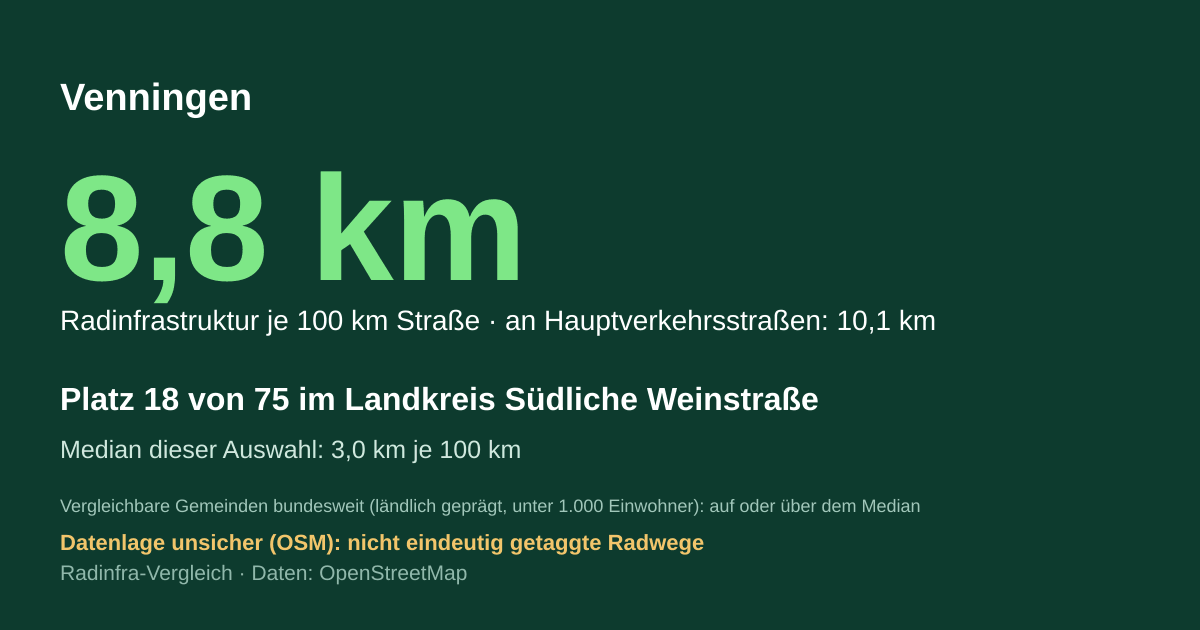 Venningen
8,8 km
Radinfrastruktur je 100 km Straße · an Hauptverkehrsstraßen: 10,1 km
Platz 18 von 75 im Landkreis Südliche Weinstraße
Median dieser Auswahl: 3,0 km je 100 km
Vergleichbare Gemeinden bundesweit (ländlich geprägt, unter 1.000 Einwohner): auf oder über dem Median
Datenlage unsicher (OSM): nicht eindeutig getaggte Radwege
Radinfra-Vergleich · Daten: OpenStreetMap